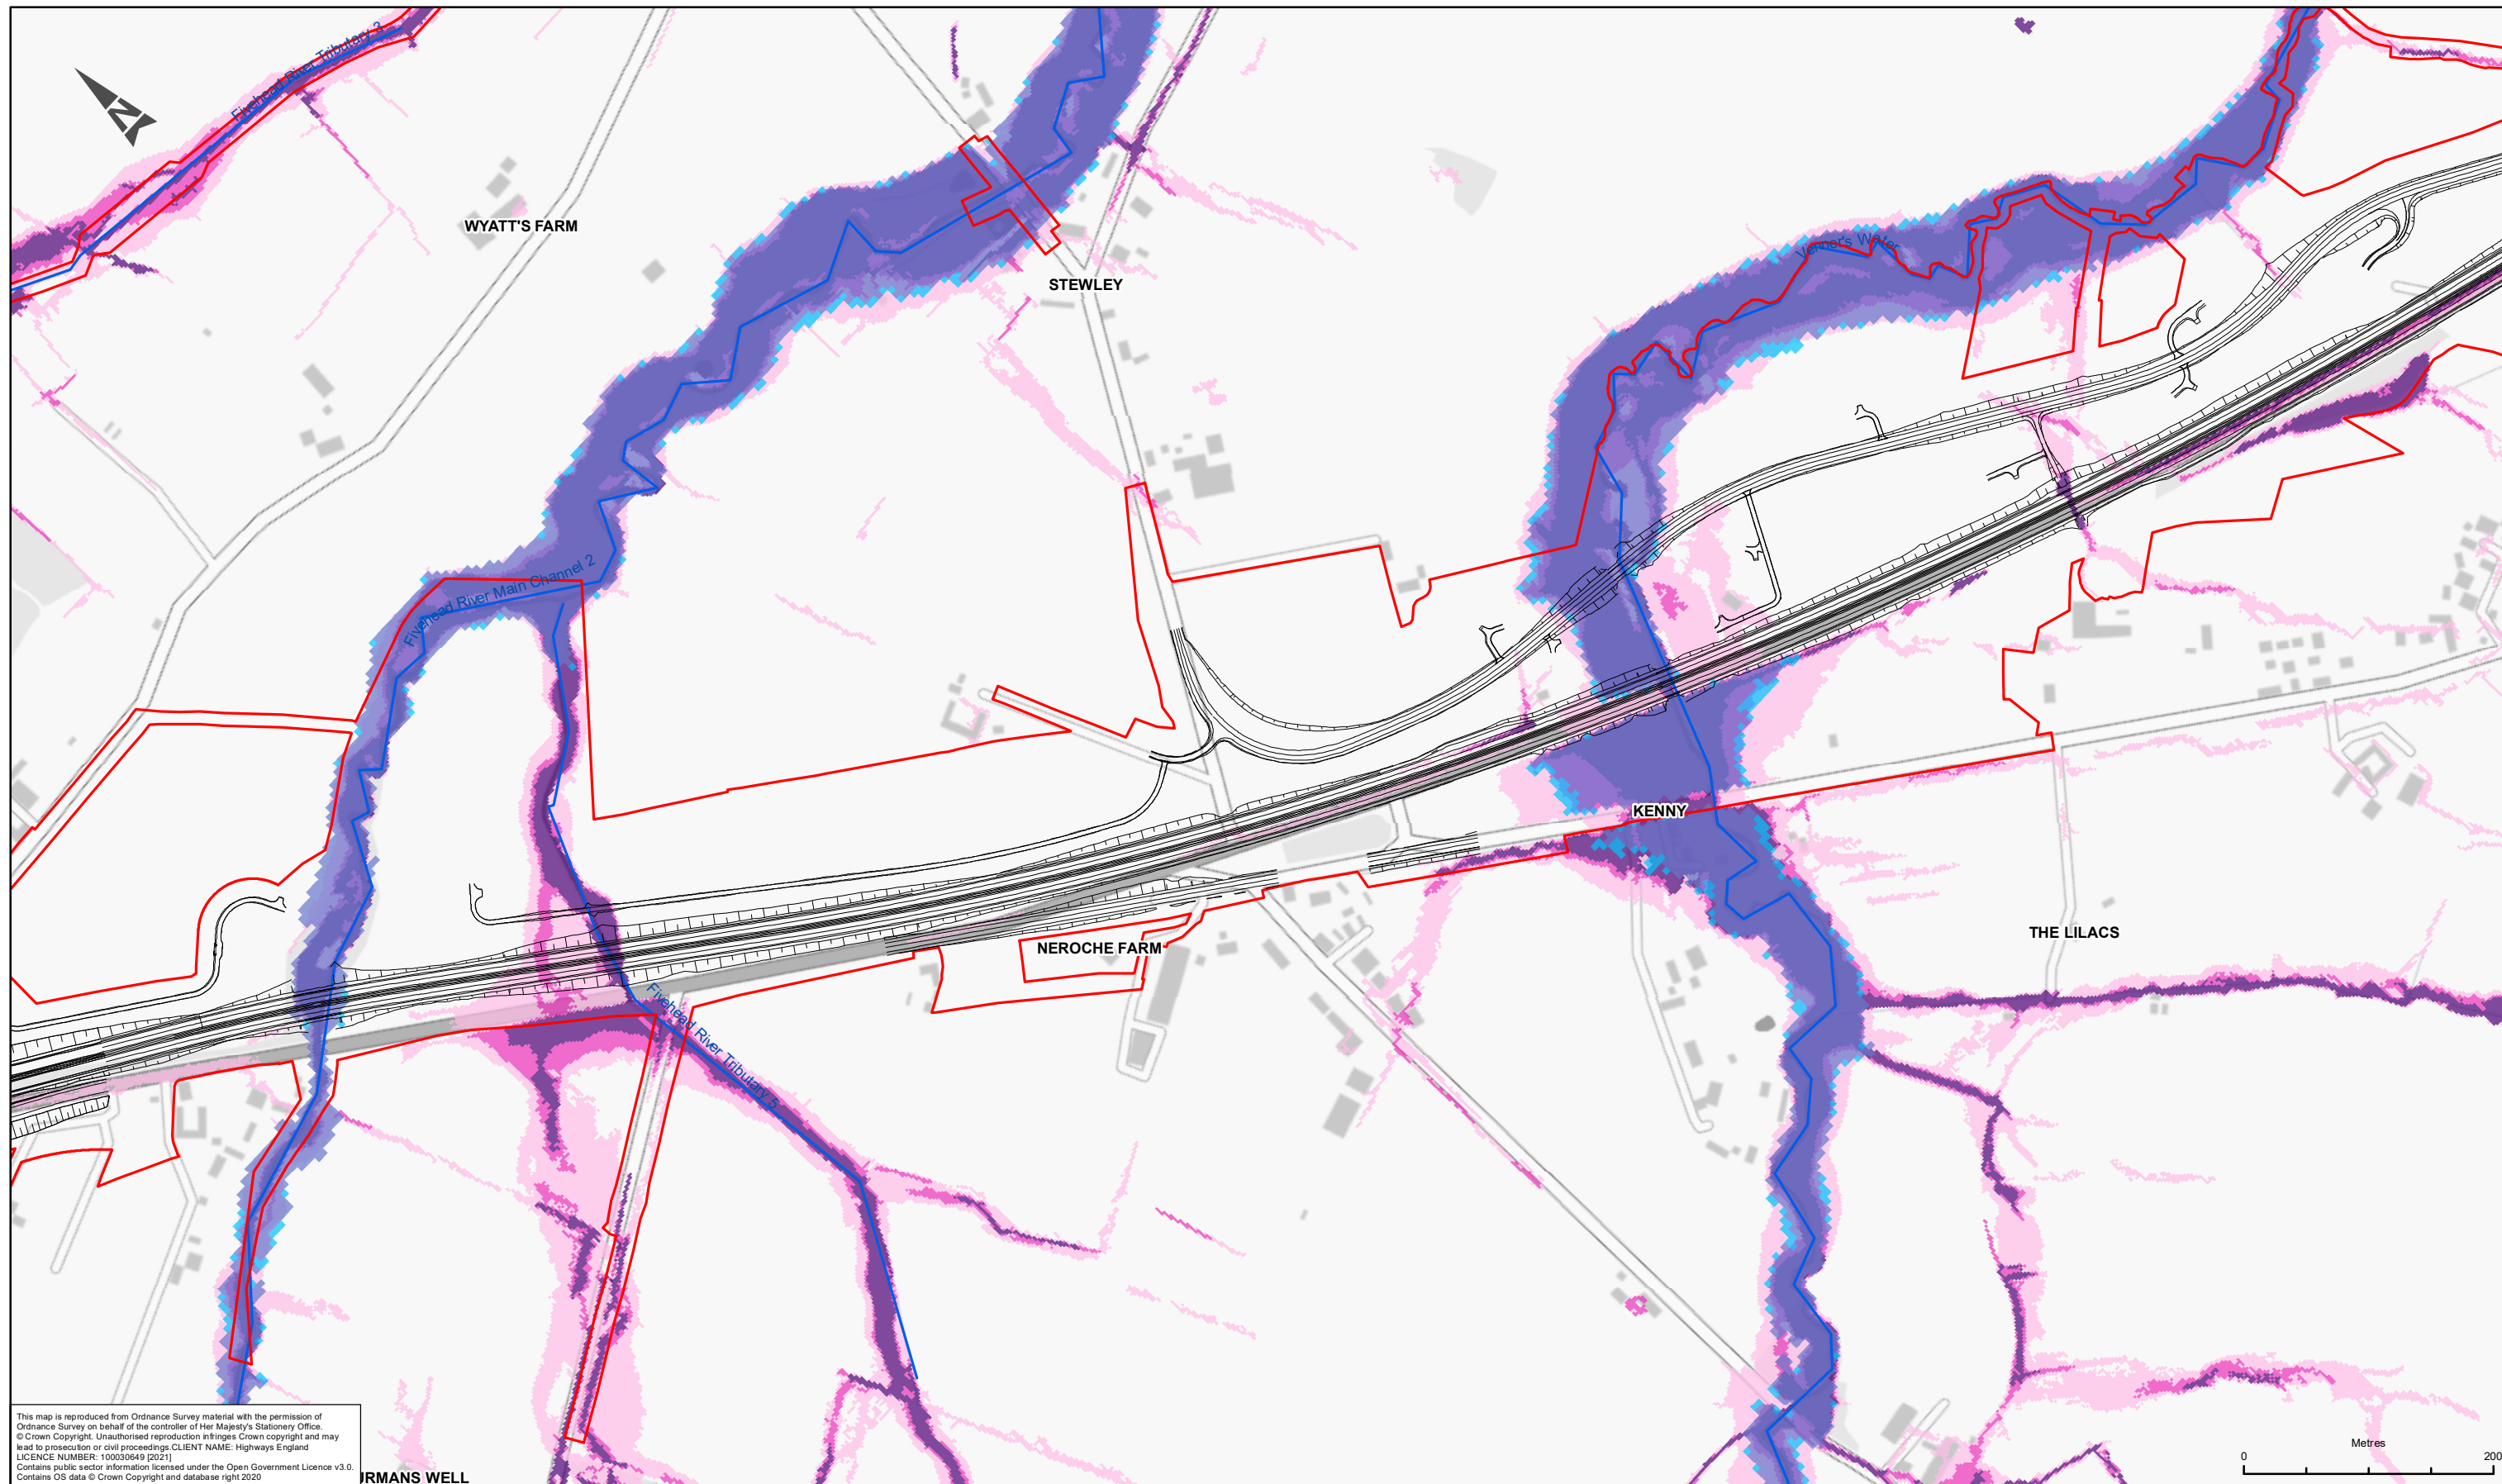 Fivehead River Tributary 3
N
WYATT'S FARM
STEWLEY
Venner's Water
Fivehead River Main Channel 2
KENNY
NEROCHE FARM
THE LILACS
Fivehead River Tributary 5
This map is reproduced from Ordnance Survey material with the permission of
Ordnance Survey on behalf of the controller of Her Majesty's Stationery Office.
© Crown Copyright. Unauthorised reproduction infringes Crown copyright and may
lead to prosecution or civil proceedings.CLIENT NAME: Highways England
LICENCE NUMBER: 100030649 [2021]
Contains public sector information licensed under the Open Government Licence v3.0.
Contains OS data © Crown Copyright and database right 2020
URMANS WELL
Metres
0 200